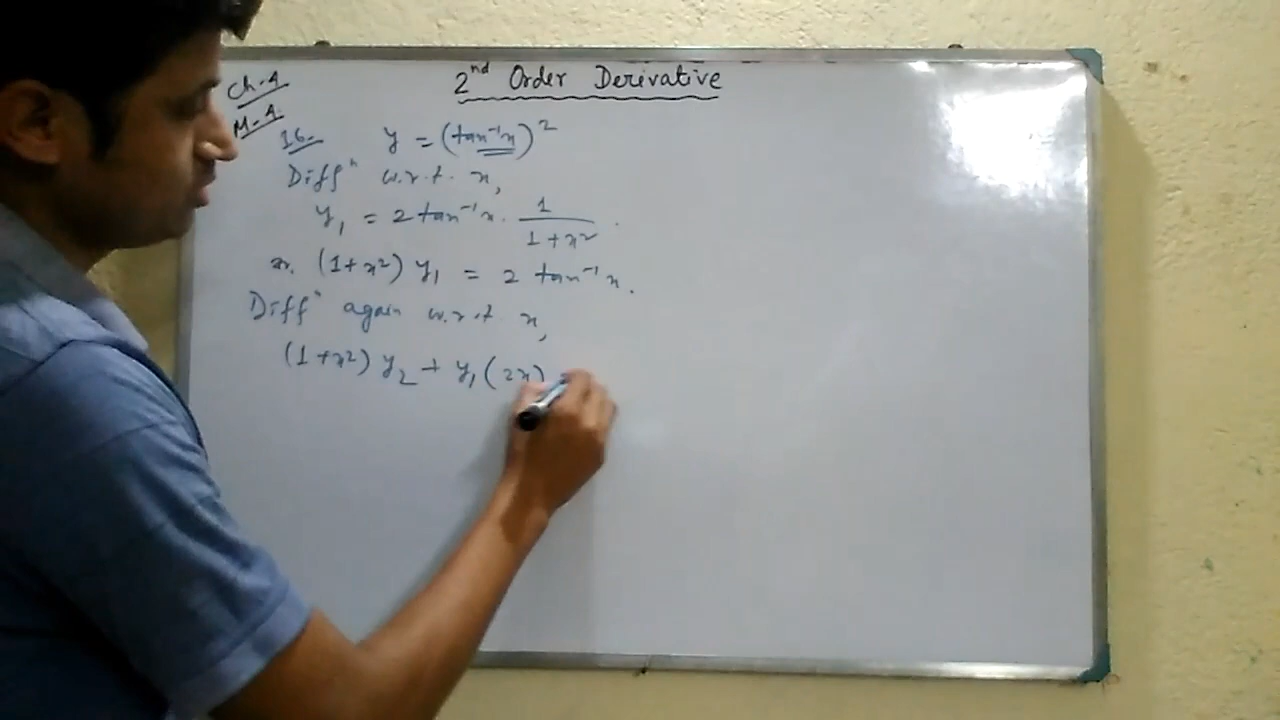 Ch-4
M-4.
2nd Order Derivative
16. y = (tan⁻¹x)²
Diffⁿ w.r.t. x,
y₁ = 2 tan⁻¹x · 1/(1+x²).
or. (1+x²) y₁ = 2 tan⁻¹x.
Diffⁿ again w.r.t x,
(1+x²) y₂ + y₁(2x)